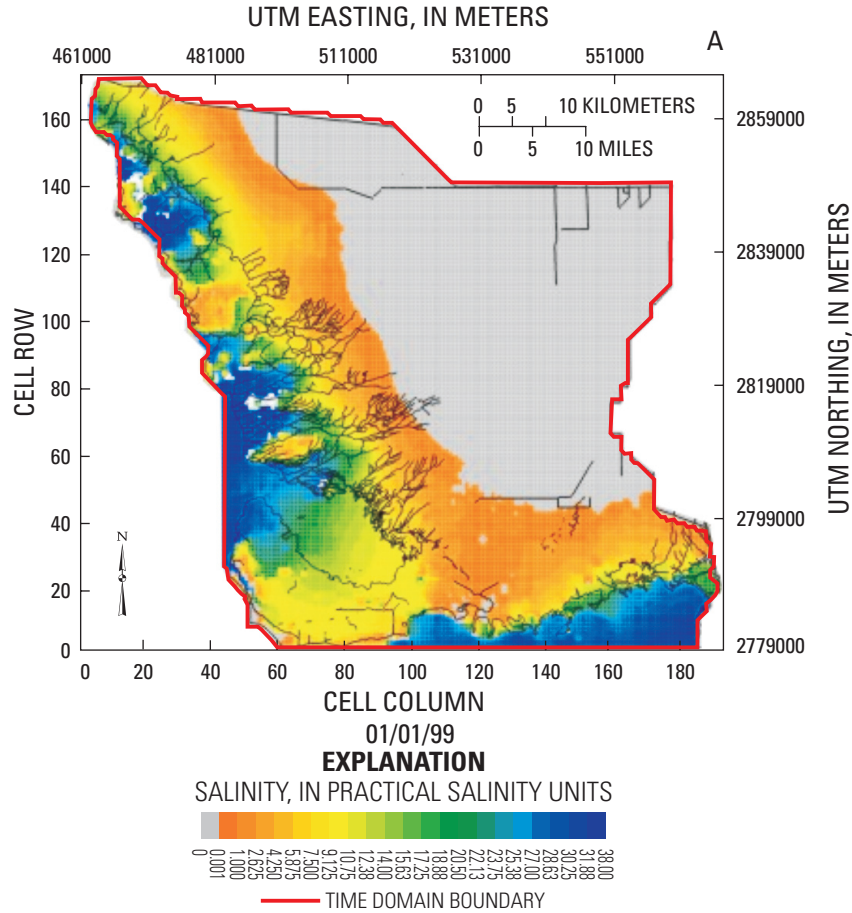 UTM EASTING, IN METERS
461000 481000 511000 531000 551000
A
0 5 10 KILOMETERS
0 5 10 MILES
160
140
120
100
80
60
40
20
0
CELL ROW
2859000
2839000
2819000
2799000
2779000
UTM NORTHING, IN METERS
N
0 20 40 60 80 100 120 140 160 180
CELL COLUMN
01/01/99
EXPLANATION
SALINITY, IN PRACTICAL SALINITY UNITS
0 0.001 1.000 2.625 4.250 5.875 7.500 9.125 10.75 12.38 14.00 15.63 17.25 18.88 20.50 22.13 23.75 25.38 27.00 28.63 30.25 31.88 38.00
TIME DOMAIN BOUNDARY